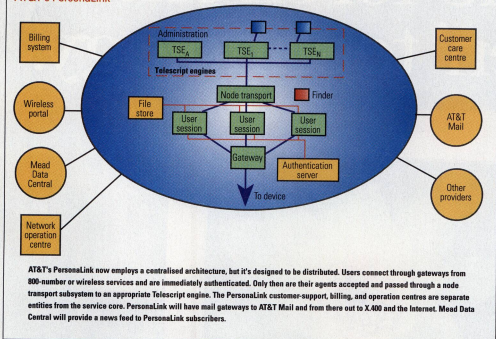 AT&T's PersonaLink
Billing system
Wireless portal
Mead Data Central
Network operation centre
Administration
TSEA
TSE1
TSEN
Telescript engines
Node transport
Finder
File store
User session
User session
User session
Gateway
Authentication server
To device
Customer care centre
AT&T Mail
Other providers
AT&T's PersonaLink now employs a centralised architecture, but it's designed to be distributed. Users connect through gateways from
800-number or wireless services and are immediately authenticated. Only then are their agents accepted and passed through a node
transport subsystem to an appropriate Telescript engine. The PersonaLink customer-support, billing, and operation centres are separate
entities from the service core. PersonaLink will have mail gateways to AT&T Mail and from there out to X.400 and the Internet. Mead Data
Central will provide a news feed to PersonaLink subscribers.